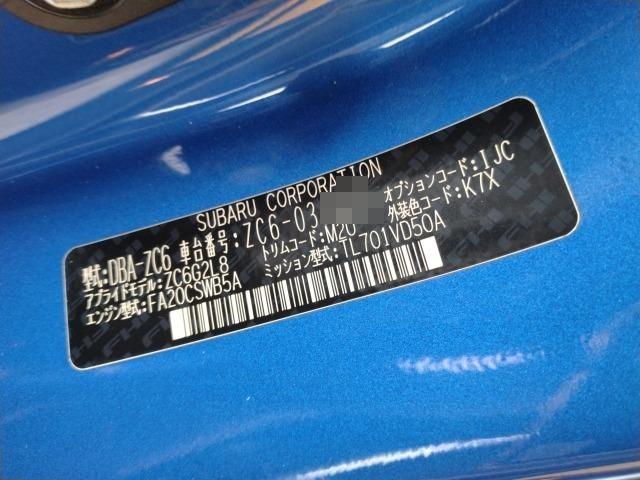 SUBARU CORPORATION
型式:DBA-ZC6 車台番号:ZC6-03
アプライドモデル:ZC6G2L8 トリムコード:M20 オプションコード:IJC
エンジン型式:FA20CSWB5A ミッション型式:TL701VD50A 外装色コード:K7X